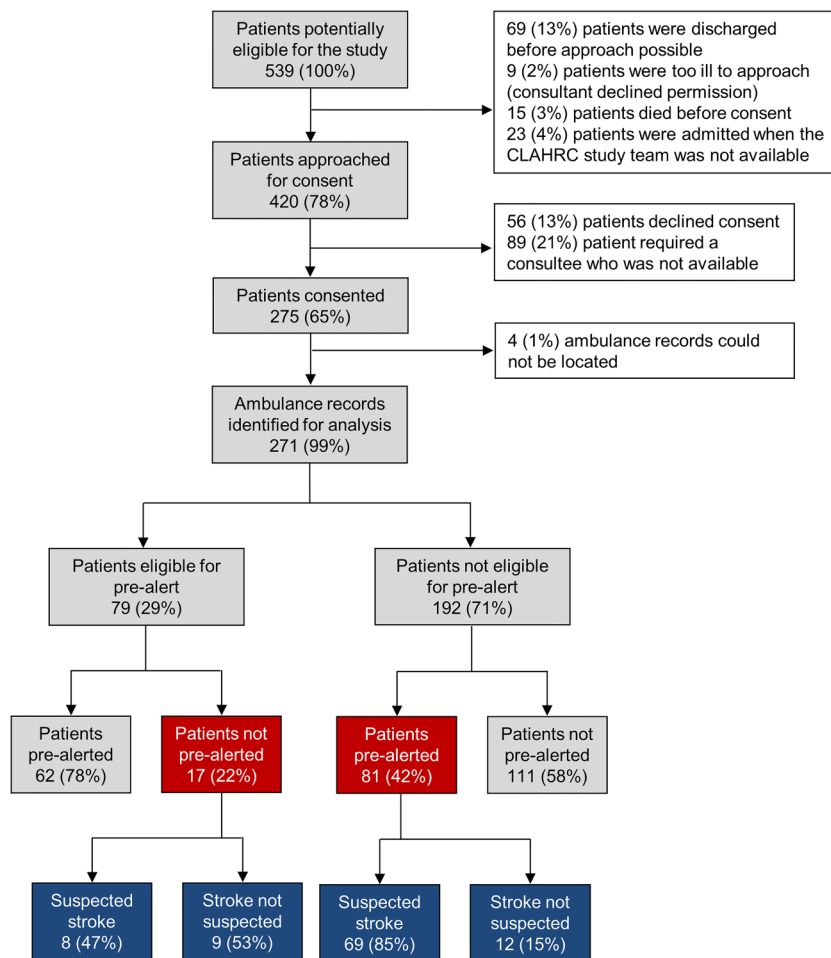 Patients potentially
eligible for the study
539 (100%)
69 (13%) patients were discharged
before approach possible
9 (2%) patients were too ill to approach
(consultant declined permission)
15 (3%) patients died before consent
23 (4%) patients were admitted when the
CLAHRC study team was not available
Patients approached
for consent
420 (78%)
56 (13%) patients declined consent
89 (21%) patient required a
consultee who was not available
Patients consented
275 (65%)
4 (1%) ambulance records could
not be located
Ambulance records
identified for analysis
271 (99%)
Patients eligible for
pre-alert
79 (29%)
Patients not eligible
for pre-alert
192 (71%)
Patients
pre-alerted
62 (78%)
Patients not
pre-alerted
17 (22%)
Patients
pre-alerted
81 (42%)
Patients not
pre-alerted
111 (58%)
Suspected
stroke
8 (47%)
Stroke not
suspected
9 (53%)
Suspected
stroke
69 (85%)
Stroke not
suspected
12 (15%)